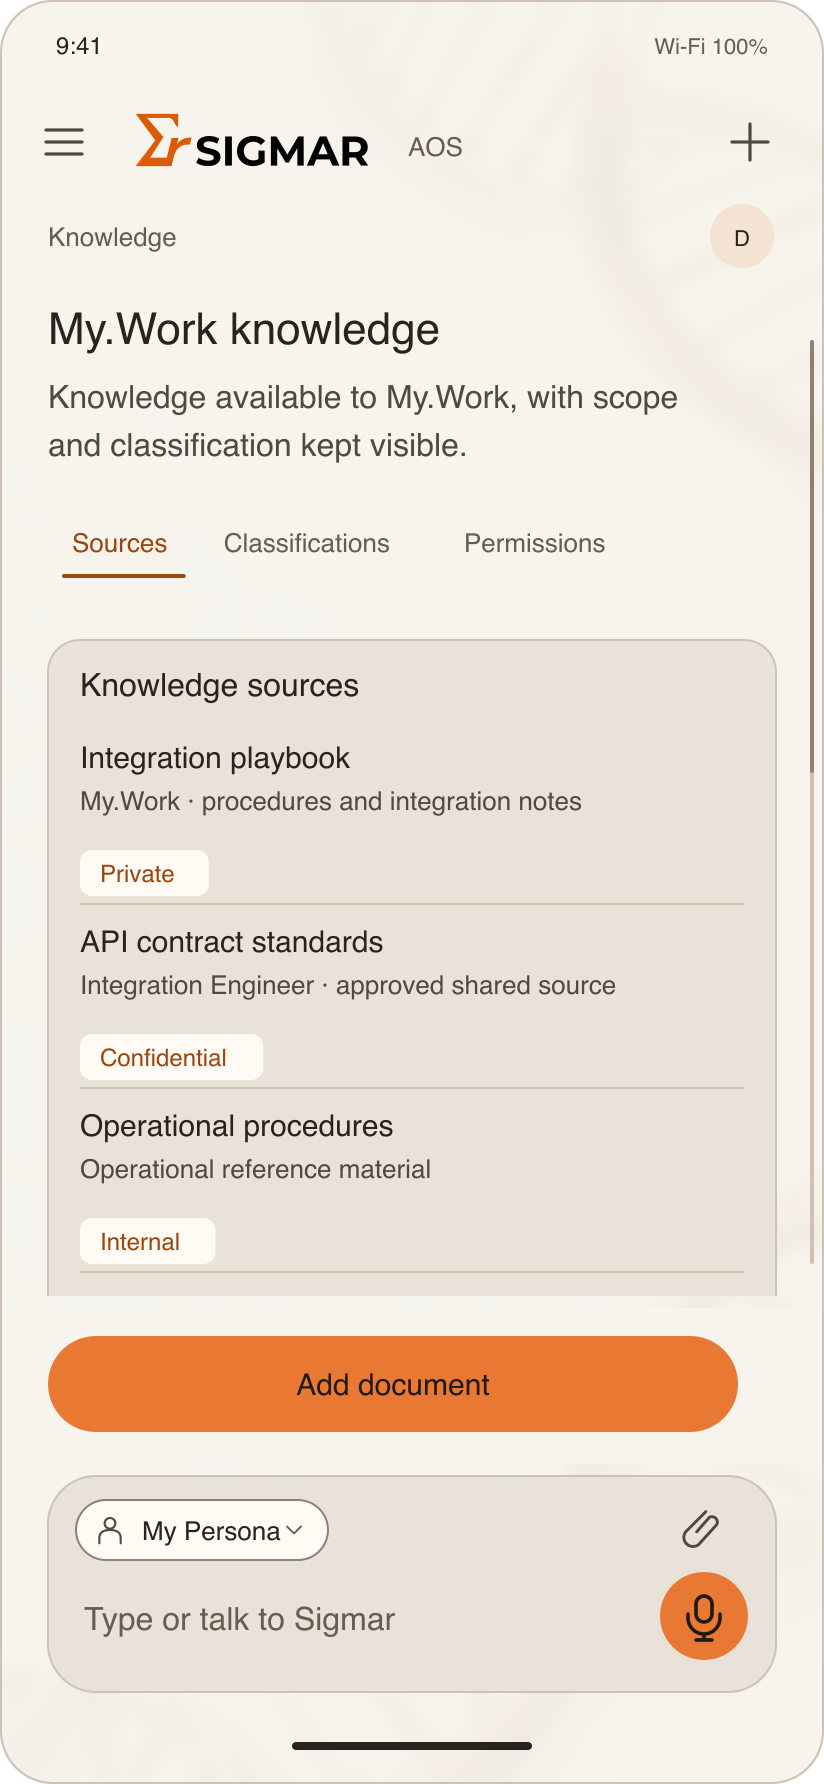 9:41
Wi-Fi 100%
Σr SIGMAR AOS
Knowledge
D
My.Work knowledge
Knowledge available to My.Work, with scope
and classification kept visible.
Sources Classifications Permissions
Knowledge sources
Integration playbook
My.Work · procedures and integration notes
Private
API contract standards
Integration Engineer · approved shared source
Confidential
Operational procedures
Operational reference material
Internal
Add document
My Persona
Type or talk to Sigmar